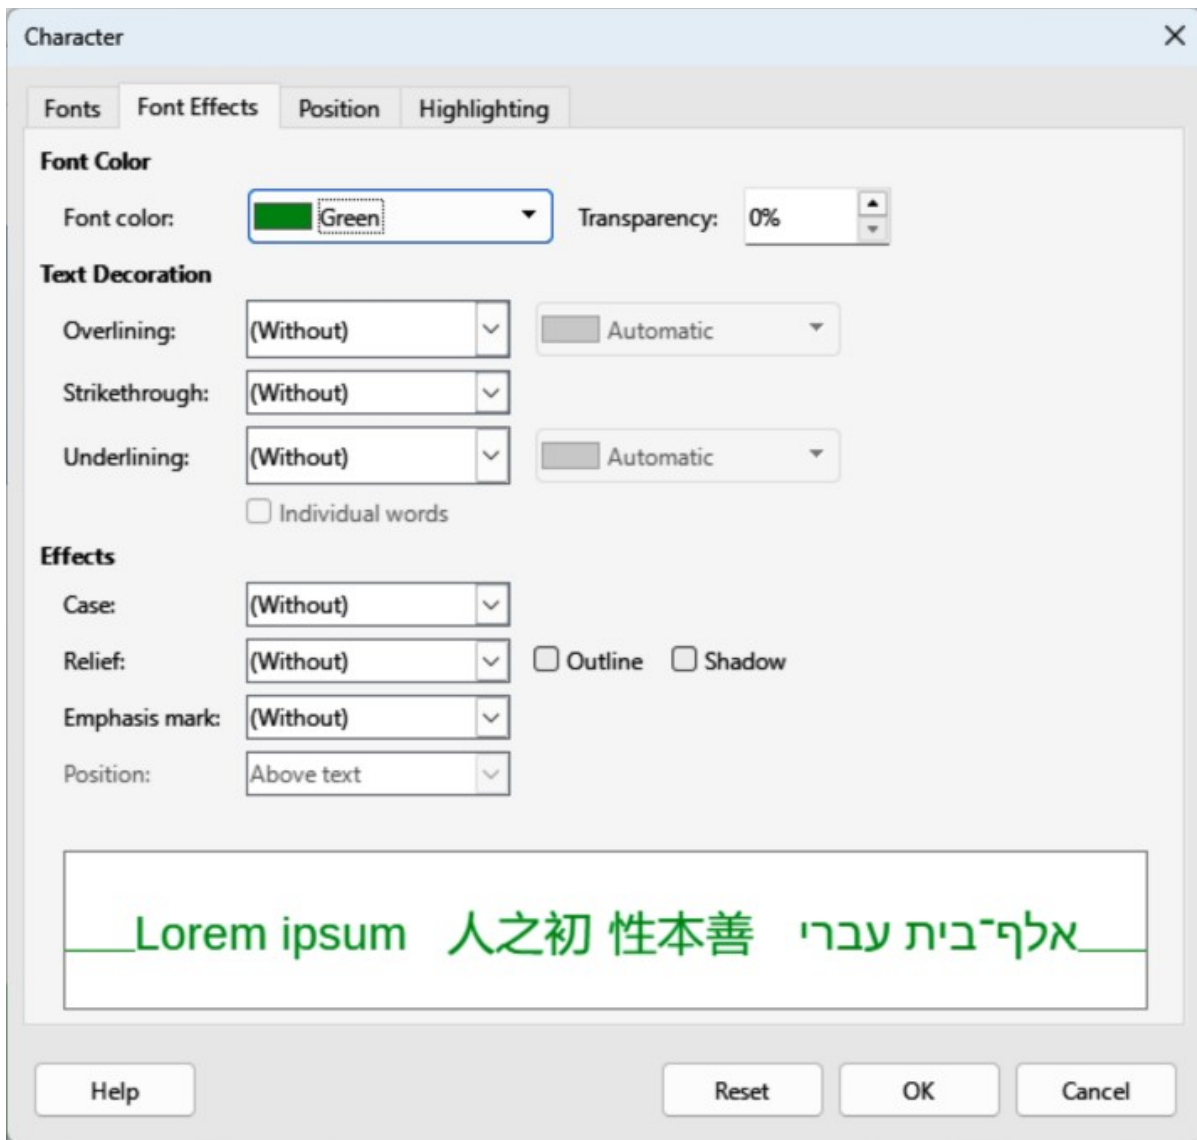 Character
Fonts Font Effects Position Highlighting
Font Color
Font color: Green Transparency: 0%
Text Decoration
Overlining: (Without) Automatic
Strikethrough: (Without)
Underlining: (Without) Automatic
Individual words
Effects
Case: (Without)
Relief: (Without) Outline Shadow
Emphasis mark: (Without)
Position: Above text
Lorem ipsum 人之初 性本善 אלף־בית עברי
Help Reset OK Cancel